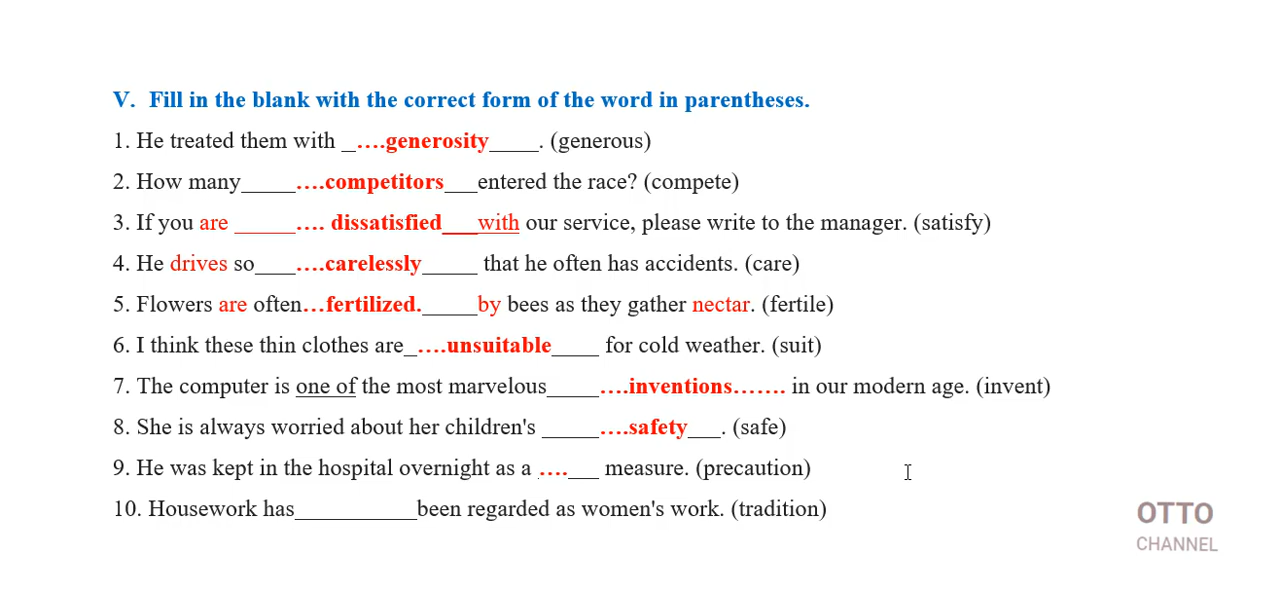 V. Fill in the blank with the correct form of the word in parentheses.
1. He treated them with _....generosity____. (generous)
2. How many_____....competitors___entered the race? (compete)
3. If you are ______.... dissatisfied___with our service, please write to the manager. (satisfy)
4. He drives so____....carelessly_____ that he often has accidents. (care)
5. Flowers are often...fertilized._____by bees as they gather nectar. (fertile)
6. I think these thin clothes are_....unsuitable____ for cold weather. (suit)
7. The computer is one of the most marvelous_____....inventions....... in our modern age. (invent)
8. She is always worried about her children's _____....safety___. (safe)
9. He was kept in the hospital overnight as a ....___ measure. (precaution)
10. Housework has___________been regarded as women's work. (tradition)
OTTO
CHANNEL